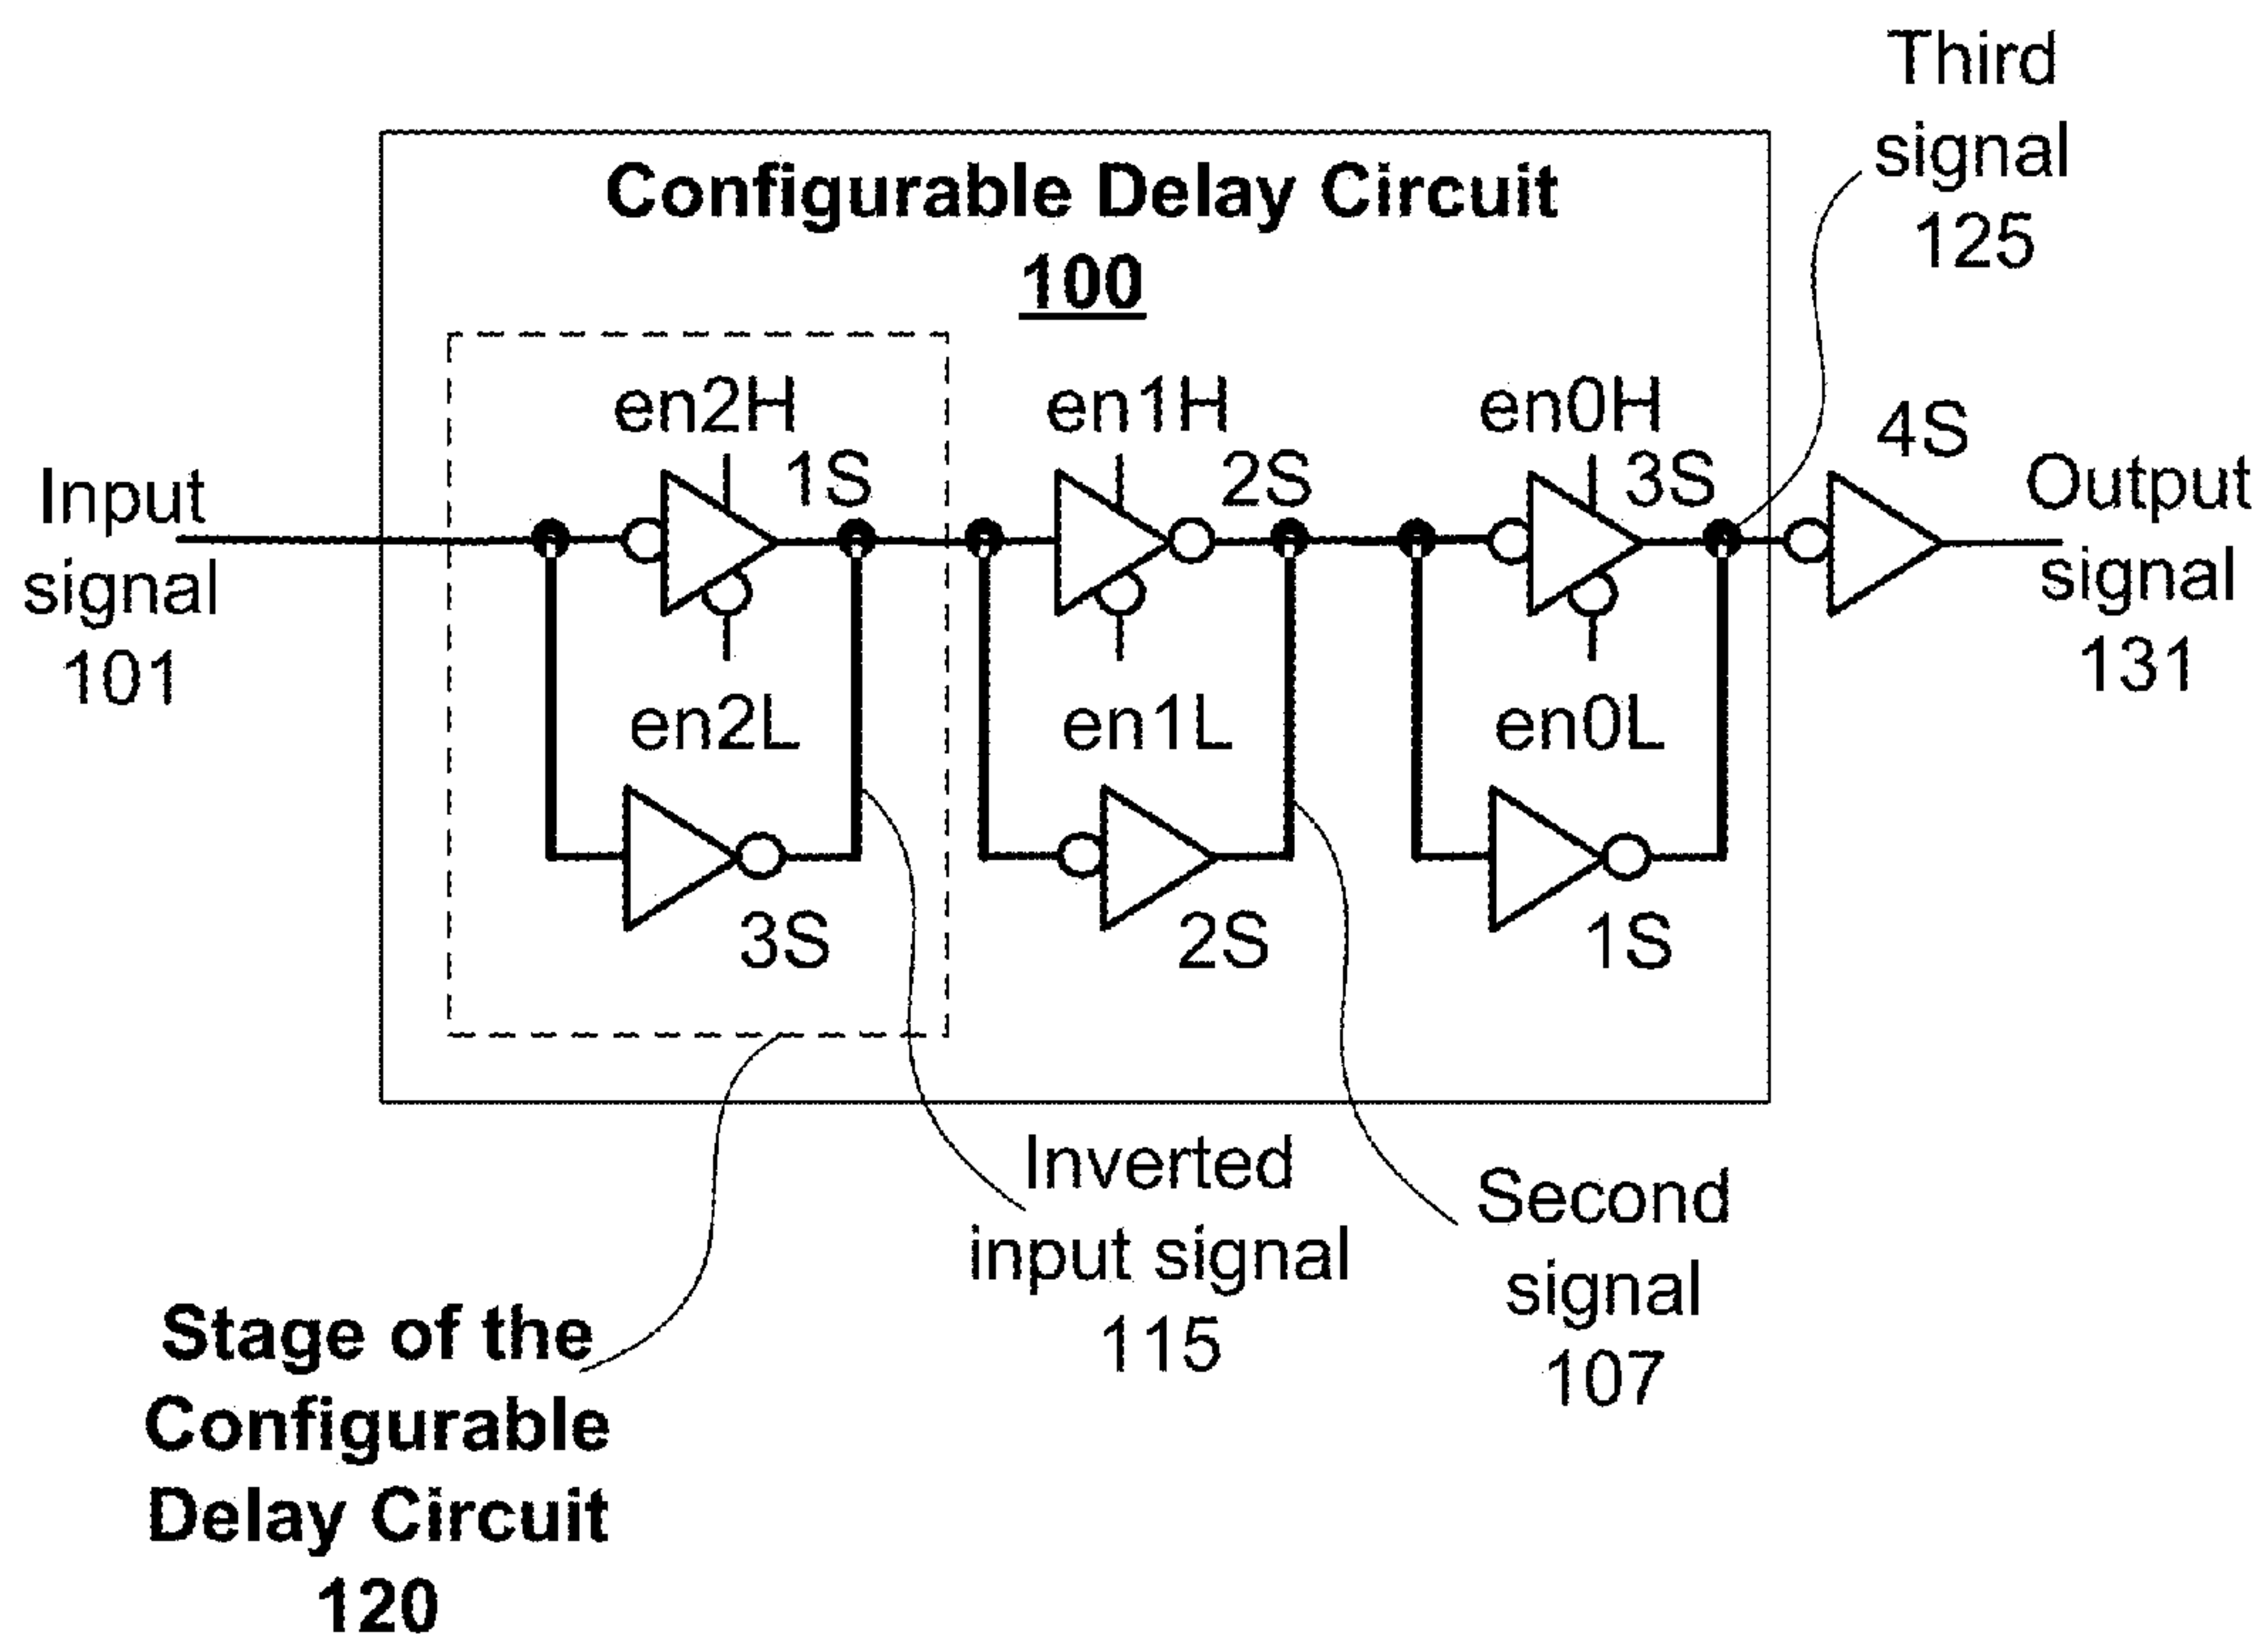 Third
signal
125
Configurable Delay Circuit
100
en2H
1S
en1H
2S
en0H
3S
4S
Input
signal
101
Output
signal
131
en2L
3S
en1L
2S
en0L
1S
Inverted
input signal
115
Second
signal
107
Stage of the
Configurable
Delay Circuit
120